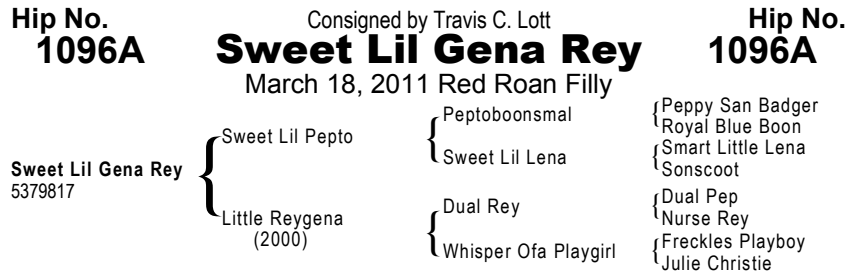 Hip No. Consigned by Travis C. Lott Hip No.
1096A Sweet Lil Gena Rey 1096A
March 18, 2011 Red Roan Filly
Peptoboonsmal
Peppy San Badger
Royal Blue Boon
Sweet Lil Pepto
Sweet Lil Lena
Smart Little Lena
Sonscoot
Sweet Lil Gena Rey
5379817
Dual Rey
Dual Pep
Nurse Rey
Little Reygena
(2000)
Whisper Ofa Playgirl
Freckles Playboy
Julie Christie